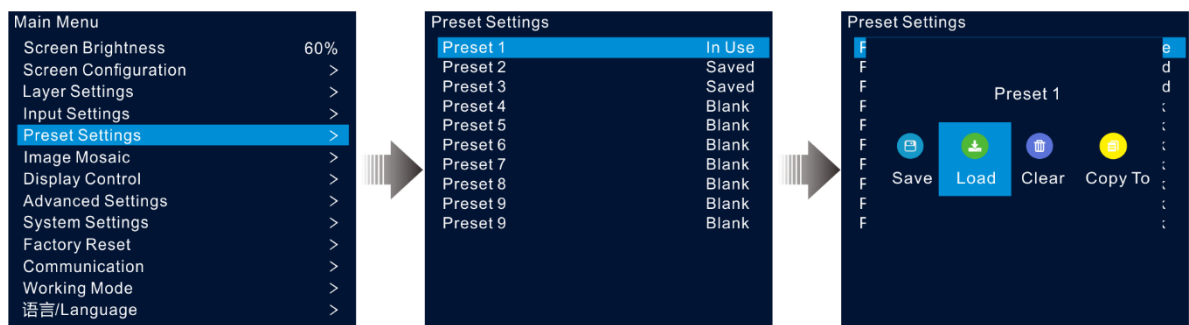 Main Menu
Screen Brightness 60%
Screen Configuration >
Layer Settings >
Input Settings >
Preset Settings >
Image Mosaic >
Display Control >
Advanced Settings >
System Settings >
Factory Reset >
Communication >
Working Mode >
语言/Language >
Preset Settings
Preset 1 In Use
Preset 2 Saved
Preset 3 Saved
Preset 4 Blank
Preset 5 Blank
Preset 6 Blank
Preset 7 Blank
Preset 8 Blank
Preset 9 Blank
Preset 9 Blank
Preset Settings
Preset 1
Save Load Clear Copy To